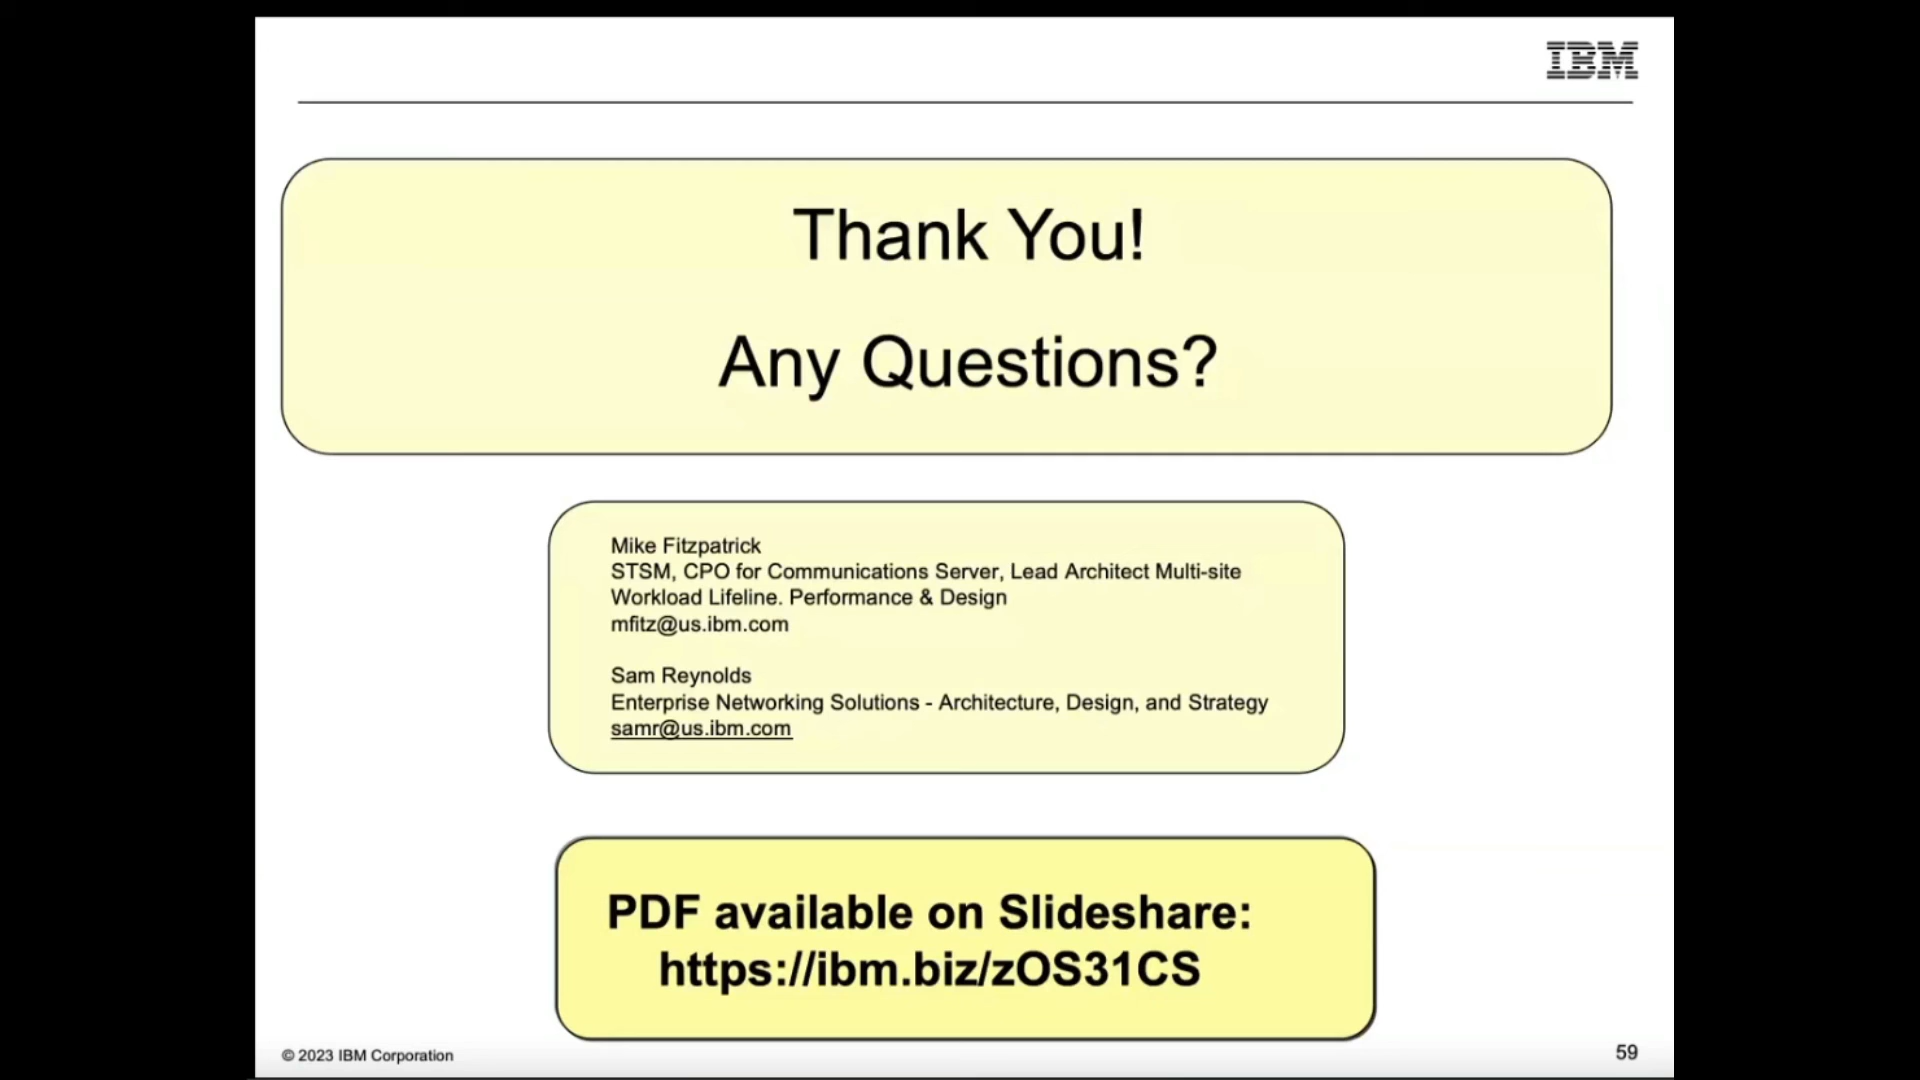 IBM
Thank You!
Any Questions?
Mike Fitzpatrick
STSM, CPO for Communications Server, Lead Architect Multi-site
Workload Lifeline. Performance & Design
mfitz@us.ibm.com
Sam Reynolds
Enterprise Networking Solutions - Architecture, Design, and Strategy
samr@us.ibm.com
PDF available on Slideshare:
https://ibm.biz/zOS31CS
© 2023 IBM Corporation
59